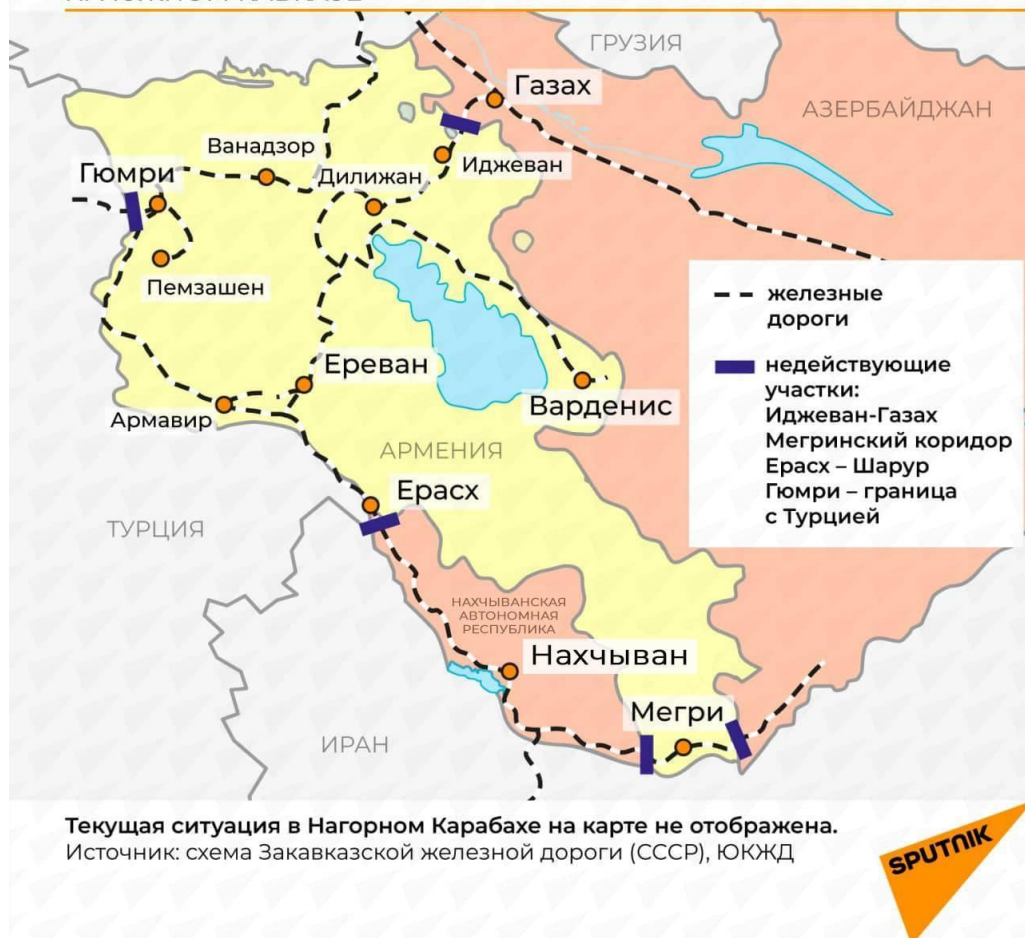 ГРУЗИЯ
Газах
АЗЕРБАЙДЖАН
Ванадзор
Иджеван
Гюмри
Дилижан
Пемзашен
железные
дороги
недействующие
участки:
Иджеван-Газах
Мегринский коридор
Ерасх – Шарур
Гюмри – граница
с Турцией
Ереван
Варденис
Армавир
АРМЕНИЯ
Ерасх
ТУРЦИЯ
НАХЧЫВАНСКАЯ
АВТОНОМНАЯ
РЕСПУБЛИКА
Нахчыван
Мегри
ИРАН
Текущая ситуация в Нагорном Карабахе на карте не отображена.
Источник: схема Закавказской железной дороги (СССР), ЮКЖД
SPUTNIK